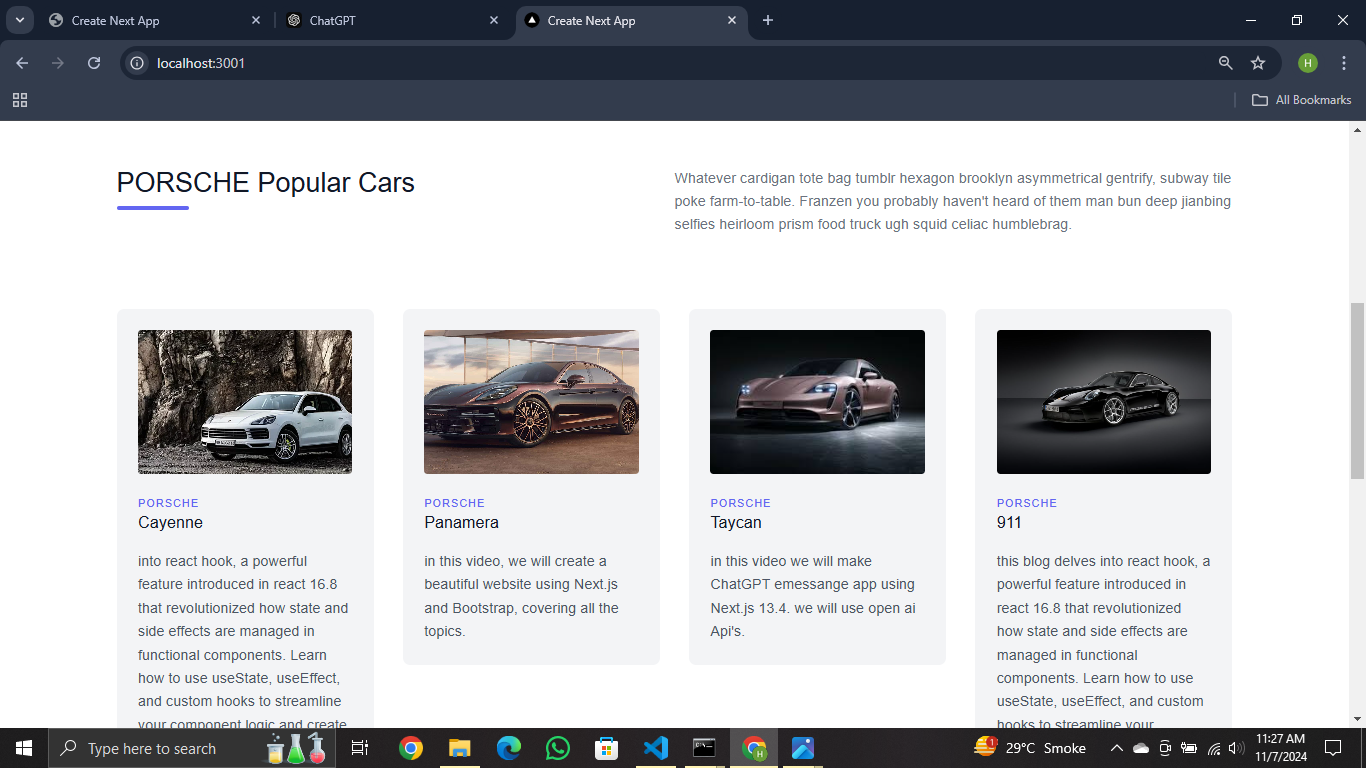 Create Next App
ChatGPT
Create Next App
localhost:3001
H
All Bookmarks
PORSCHE Popular Cars
Whatever cardigan tote bag tumblr hexagon brooklyn asymmetrical gentrify, subway tile
poke farm-to-table. Franzen you probably haven't heard of them man bun deep jianbing
selfies heirloom prism food truck ugh squid celiac humblebrag.
PORSCHE
Cayenne
into react hook, a powerful
feature introduced in react 16.8
that revolutionized how state and
side effects are managed in
functional components. Learn
how to use useState, useEffect,
and custom hooks to streamline
your component logic and create
PORSCHE
Panamera
in this video, we will create a
beautiful website using Next.js
and Bootstrap, covering all the
topics.
PORSCHE
Taycan
in this video we will make
ChatGPT emessange app using
Next.js 13.4. we will use open ai
Api's.
PORSCHE
911
this blog delves into react hook, a
powerful feature introduced in
react 16.8 that revolutionized
how state and side effects are
managed in functional
components. Learn how to use
useState, useEffect, and custom
hooks to streamline your
Type here to search
H
1
29°C Smoke
11:27 AM
11/7/2024